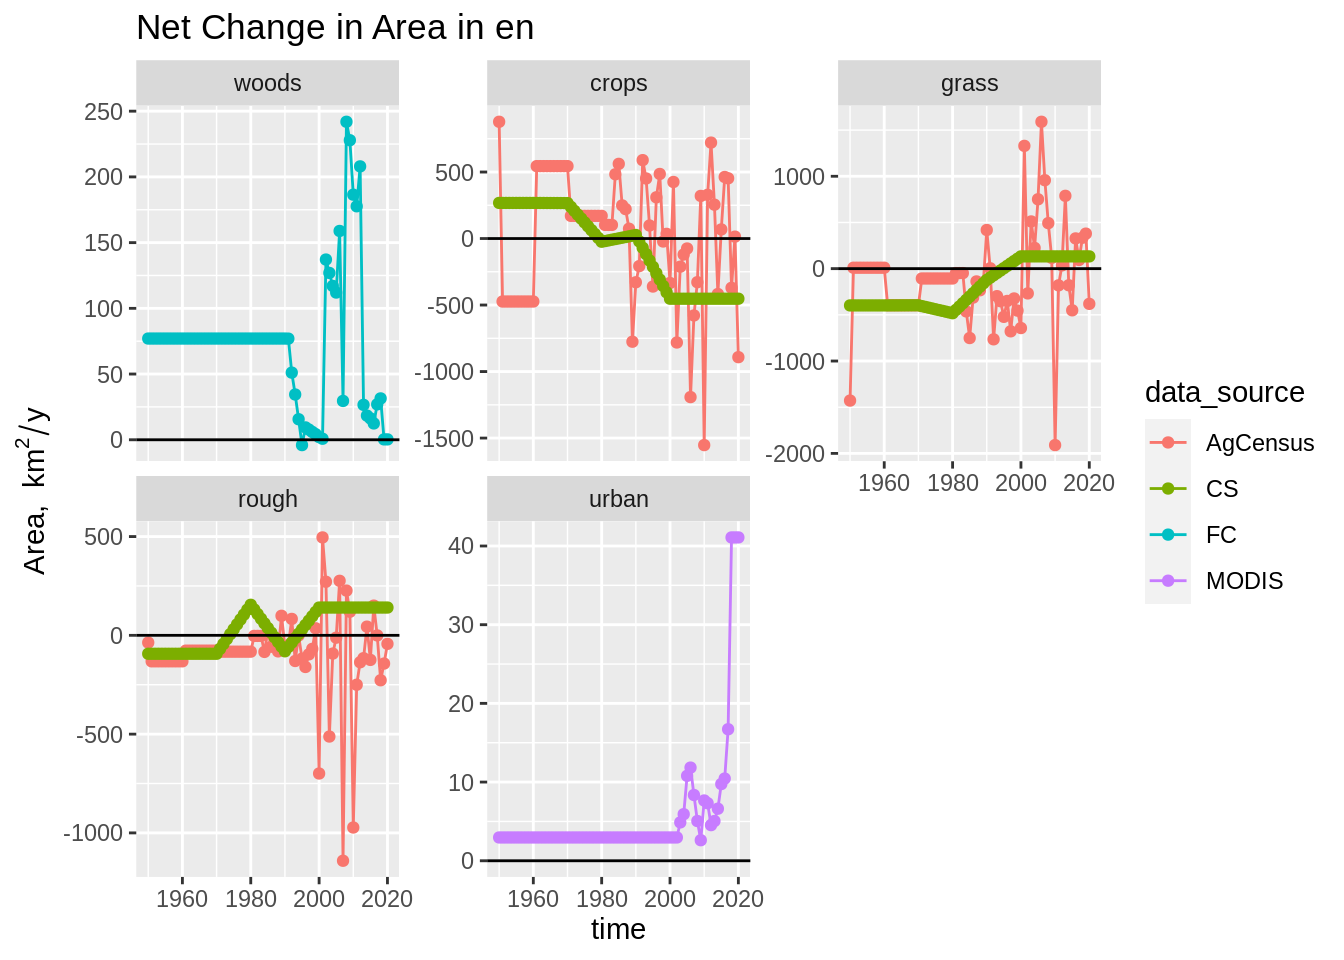 Net Change in Area in en
woods
crops
grass
250
200
150
100
50
0
500
0
-500
-1000
-1500
1000
0
-1000
-2000
1960 1980 2000 2020
rough
urban
500
0
-500
-1000
40
30
20
10
0
1960 1980 2000 2020
1960 1980 2000 2020
time
Area, km²/y
data_source
AgCensus
CS
FC
MODIS